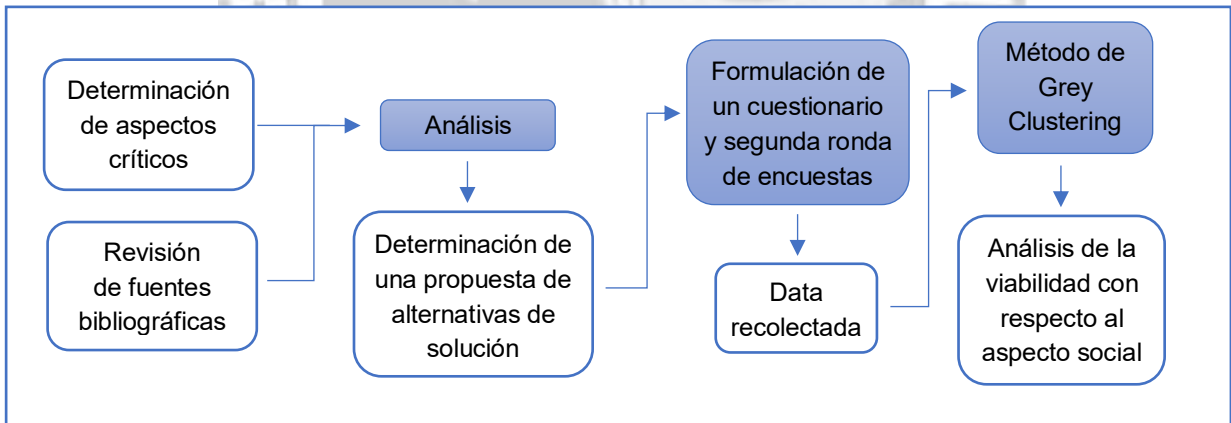 Determinación
de aspectos
críticos
Revisión
de fuentes
bibliográficas
Análisis
Determinación de
una propuesta de
alternativas de
solución
Formulación de
un cuestionario
y segunda ronda
de encuestas
Data
recolectada
Método de
Grey
Clustering
Análisis de la
viabilidad con
respecto al
aspecto social